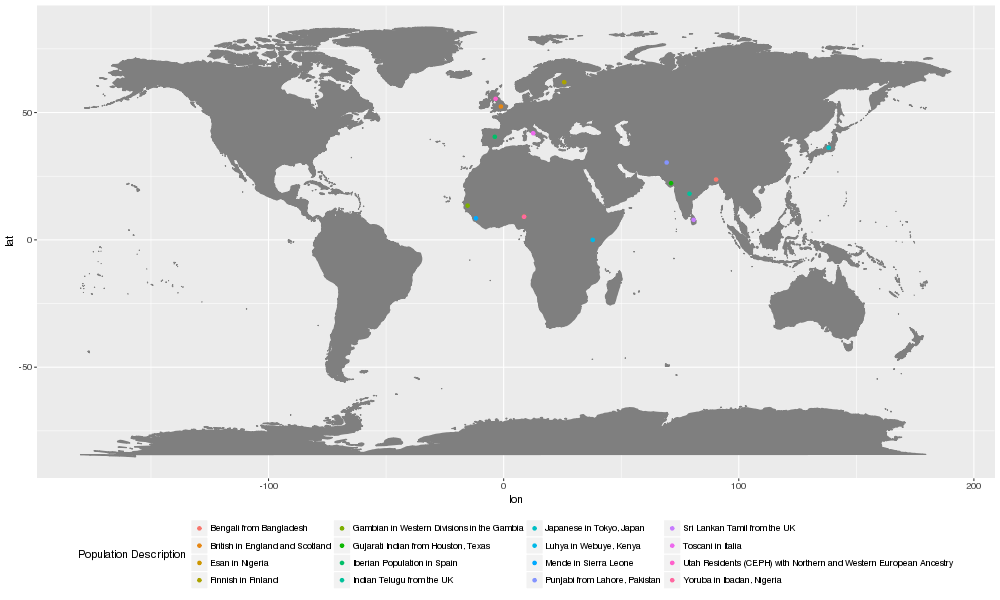 50
0
-50
lat
-100
0
100
200
lon
Population Description
Bengali from Bangladesh
British in England and Scotland
Esan in Nigeria
Finnish in Finland
Gambian in Western Divisions in the Gambia
Gujarati Indian from Houston, Texas
Iberian Population in Spain
Indian Telugu from the UK
Japanese in Tokyo, Japan
Luhya in Webuye, Kenya
Mende in Sierra Leone
Punjabi from Lahore, Pakistan
Sri Lankan Tamil from the UK
Toscani in Italia
Utah Residents (CEPH) with Northern and Western European Ancestry
Yoruba in Ibadan, Nigeria